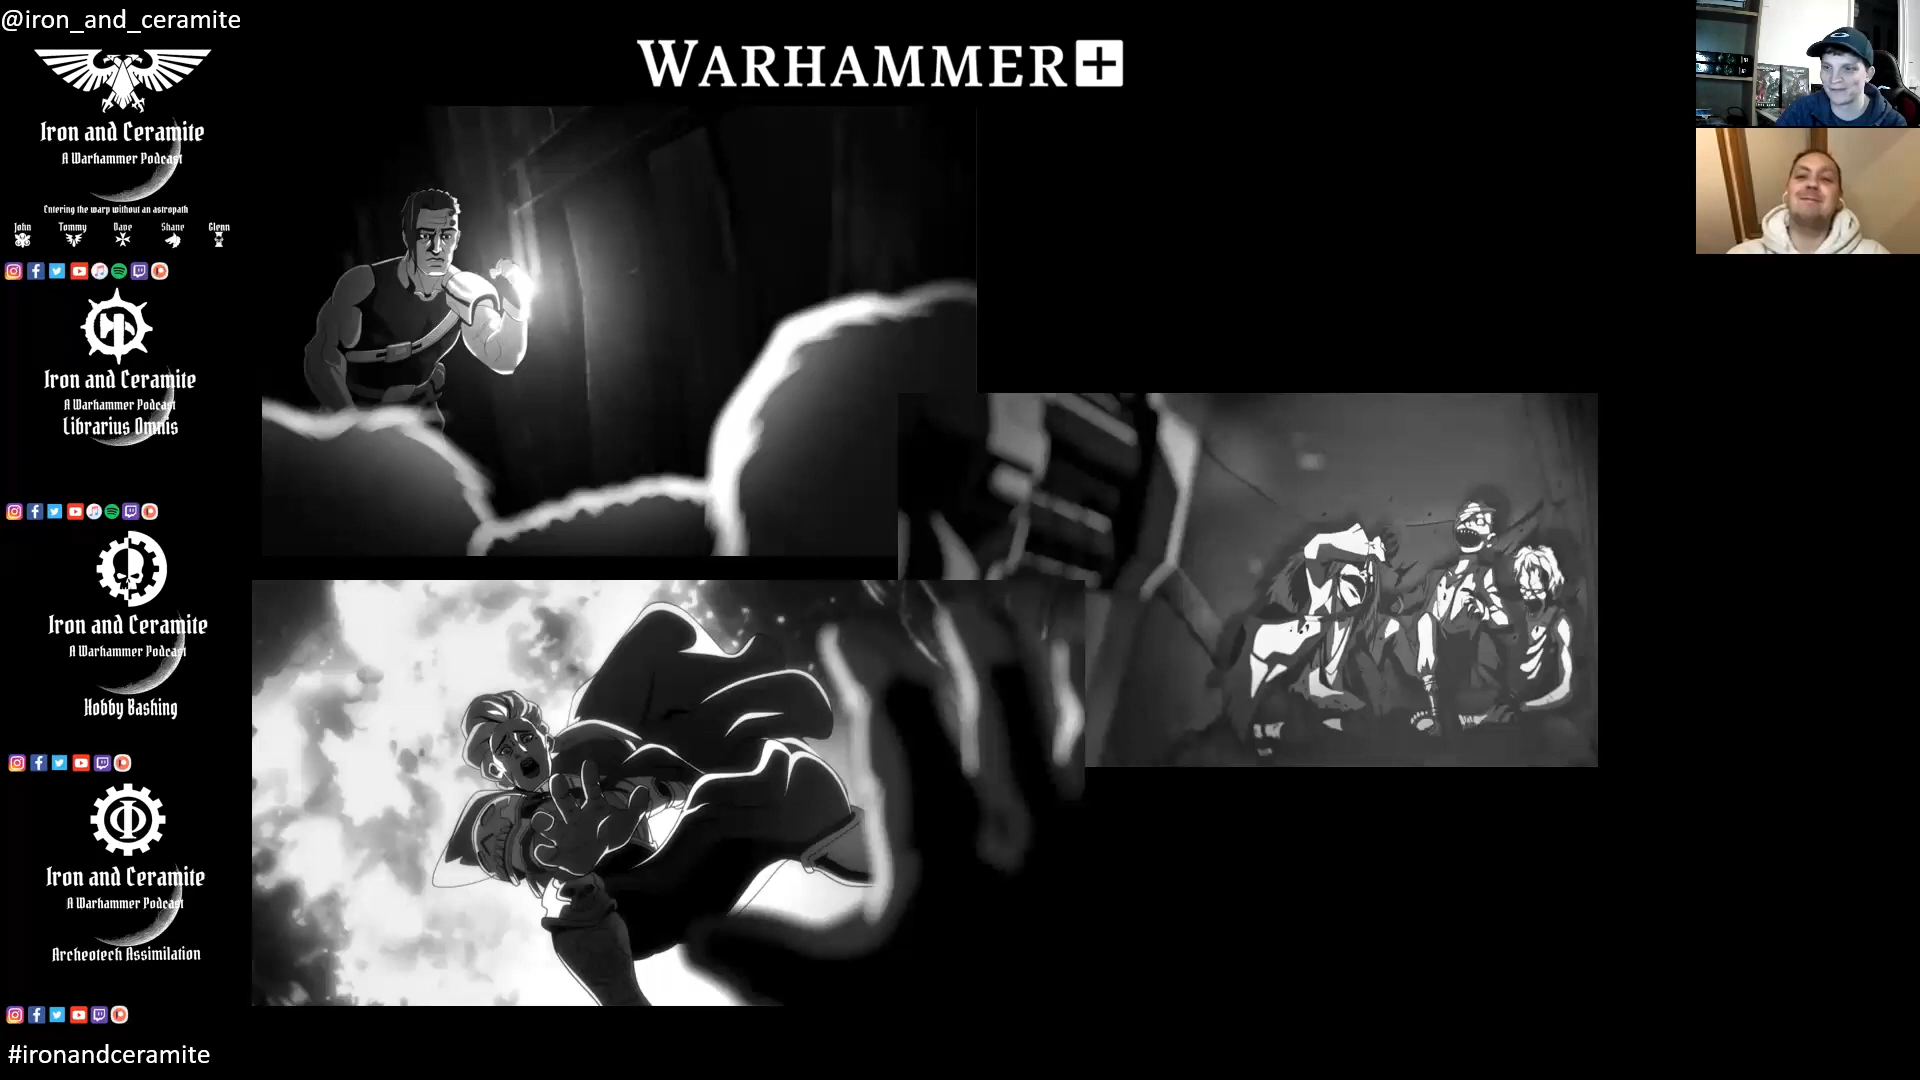 @iron_and_ceramite
WARHAMMER+
Iron and Ceramite
A Warhammer Podcast
Entering the warp without an astropath
John Tommy Dave Shane Glenn
Iron and Ceramite
A Warhammer Podcast
Librarius Omnis
Iron and Ceramite
A Warhammer Podcast
Hobby Bashing
Iron and Ceramite
A Warhammer Podcast
Archeotech Assimilation
#ironandceramite